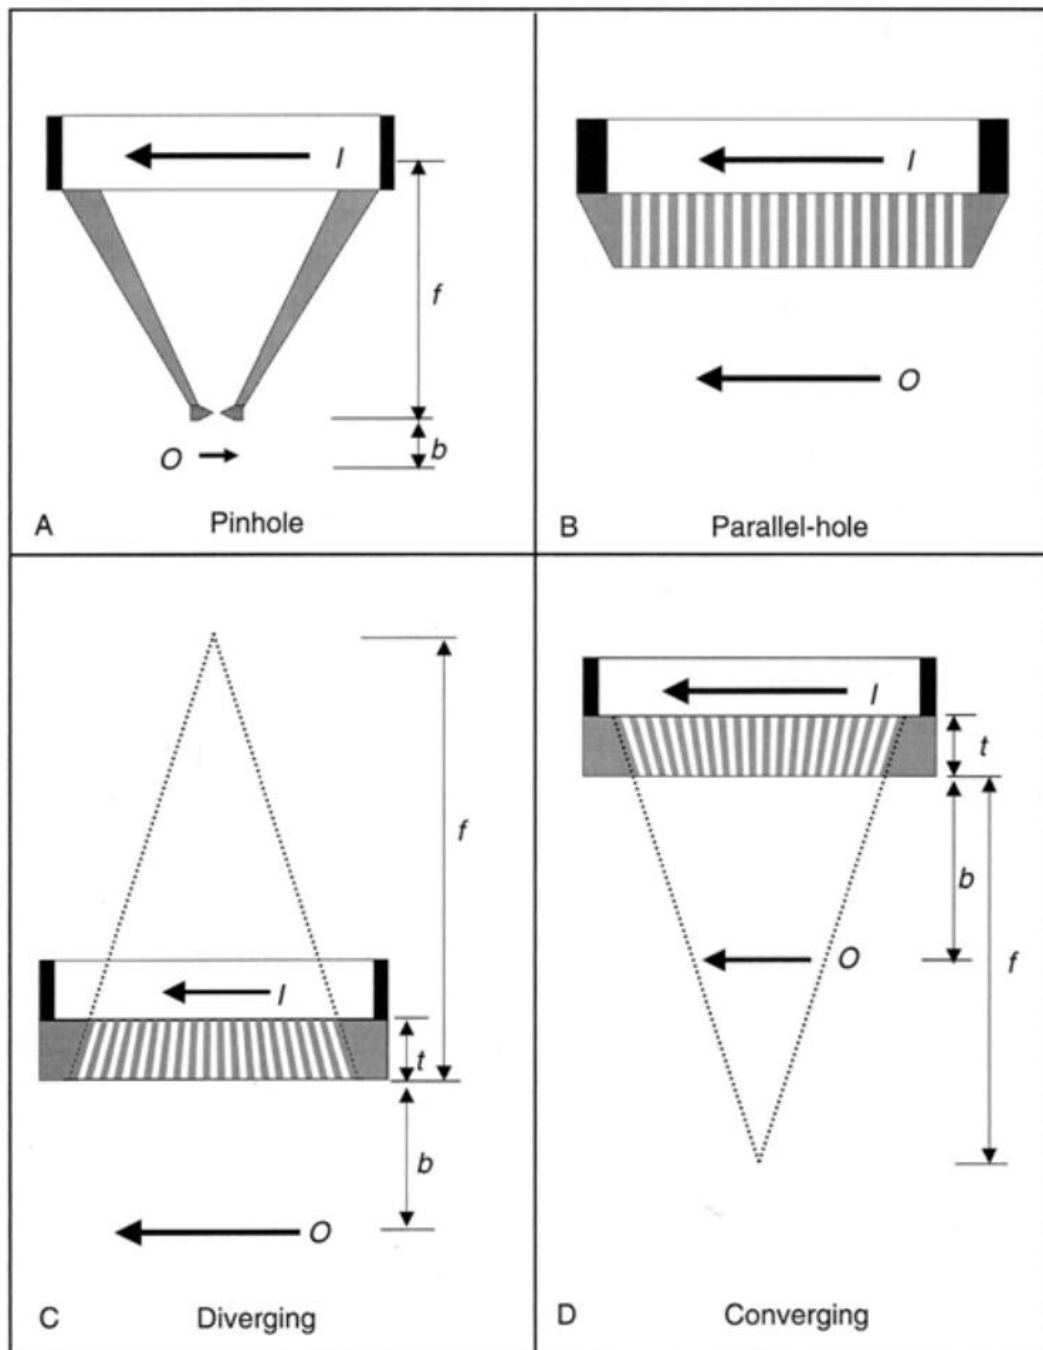 I
f
b
O
A
Pinhole
I
O
B
Parallel-hole
f
I
t
b
O
C
Diverging
I
t
b
O
f
D
Converging